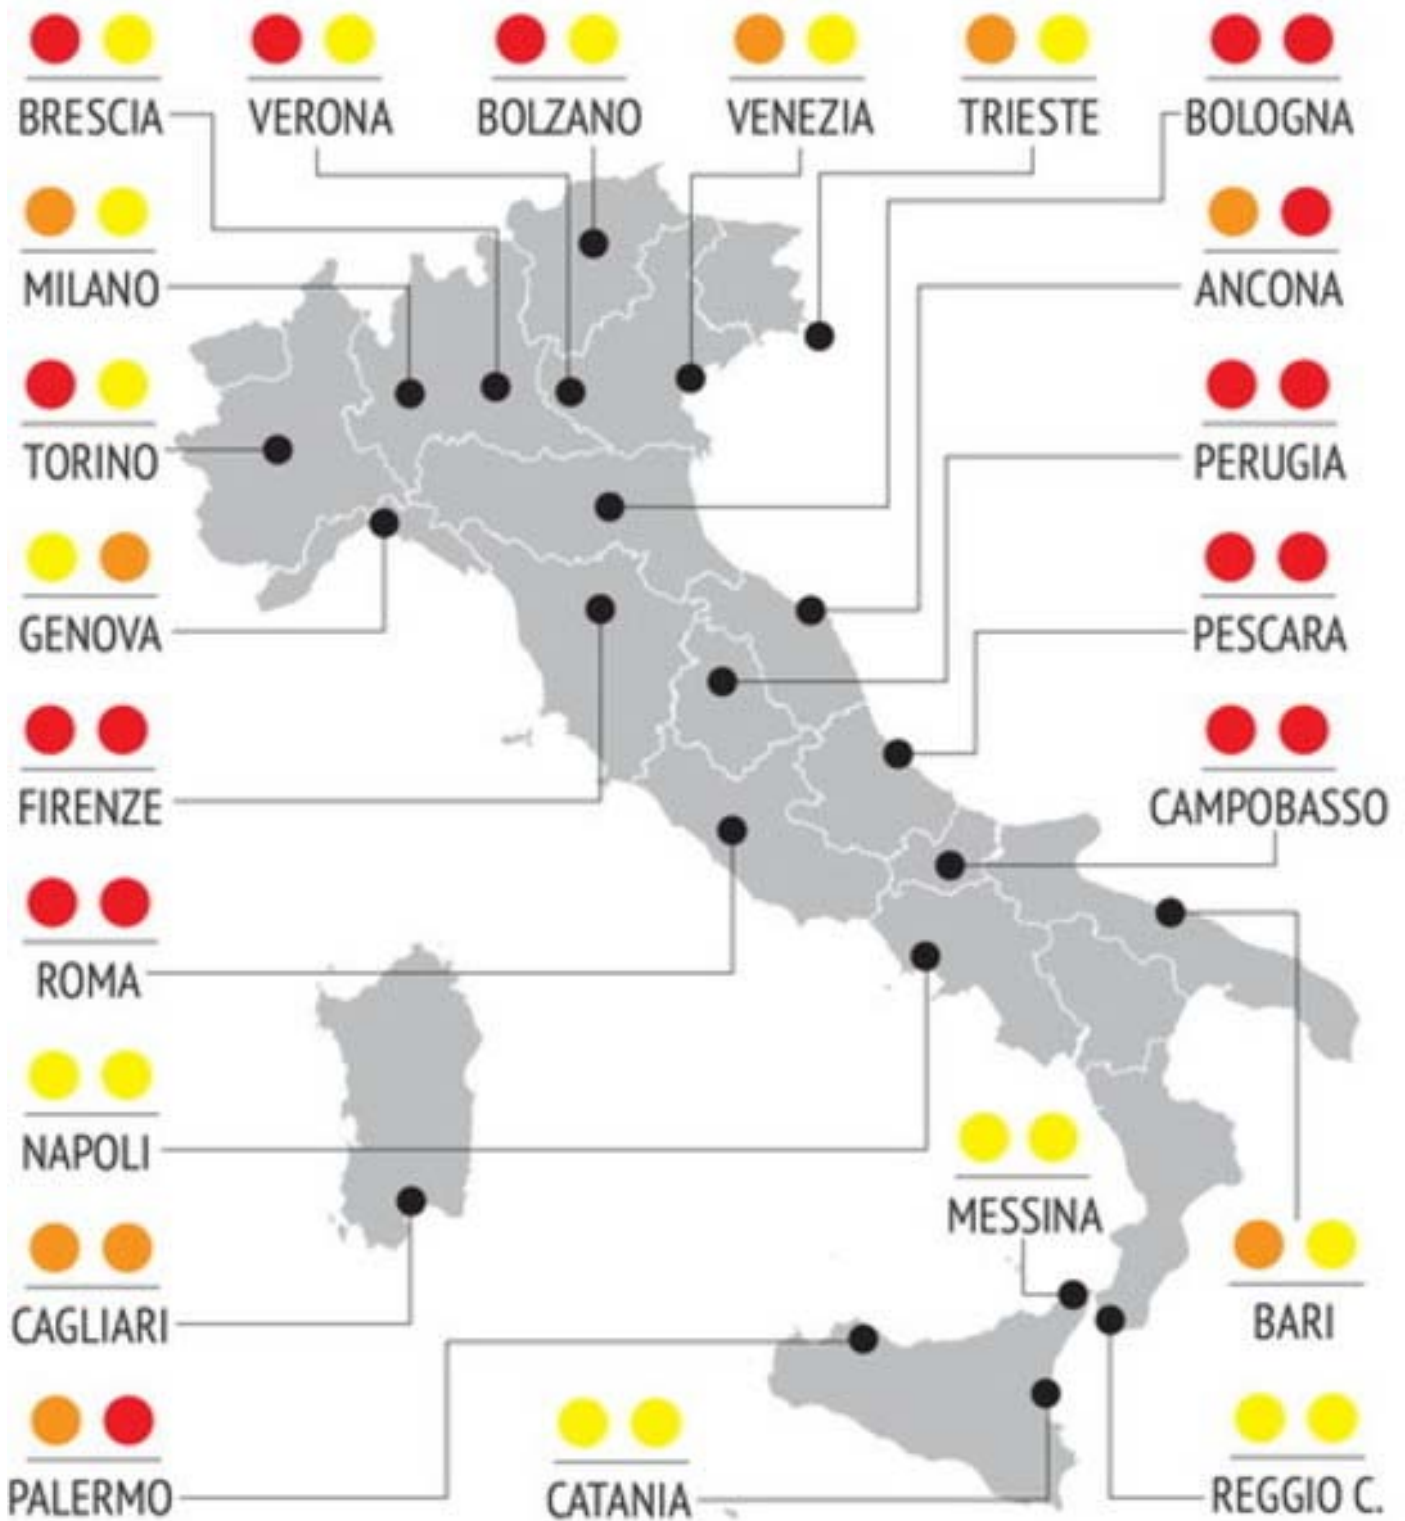 BRESCIA
VERONA
BOLZANO
VENEZIA
TRIESTE
BOLOGNA
MILANO
ANCONA
TORINO
PERUGIA
GENOVA
PESCARA
FIRENZE
CAMPOBASSO
ROMA
NAPOLI
MESSINA
CAGLIARI
BARI
PALERMO
CATANIA
REGGIO C.